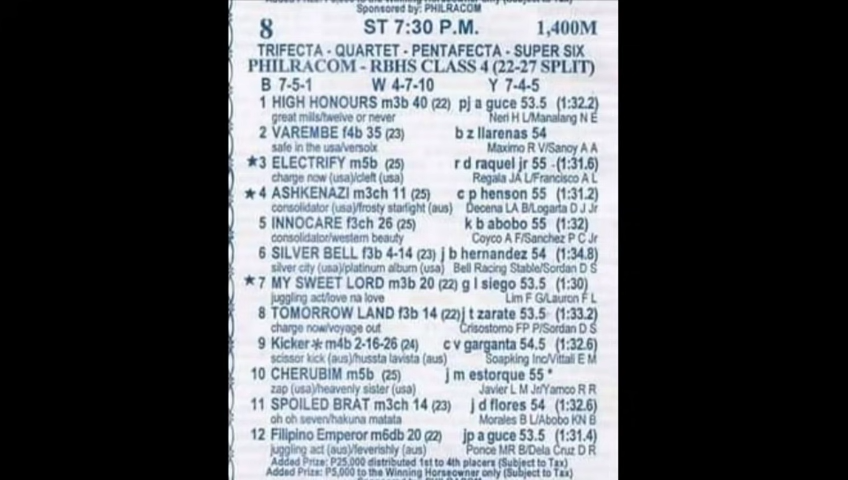 Sponsored by: PHILRACOM
8 ST 7:30 P.M. 1,400M
TRIFECTA - QUARTET - PENTAFECTA - SUPER SIX
PHILRACOM - RBHS CLASS 4 (22-27 SPLIT)
B 7-5-1 W 4-7-10 Y 7-4-5
1 HIGH HONOURS m3b 40 (22) pj a guce 53.5 (1:32.2)
great mills/twelve or never Neri H L/Manalang N E
2 VAREMBE f4b 35 (23) b z llarenas 54
safe in the usa/versoix Maximo R V/Sanoy A A
★3 ELECTRIFY m5b (25) r d raquel jr 55 (1:31.6)
charge now (usa)/cleft (usa) Regala JA L/Francisco A L
★4 ASHKENAZI m3ch 11 (25) c p henson 55 (1:31.2)
consolidator (usa)/frosty starlight (aus) Decena LA B/Logarta D J Jr
5 INNOCARE f3ch 26 (25) k b abobo 55 (1:32)
consolidator/western beauty Coyco A F/Sanchez P C Jr
6 SILVER BELL f3b 4-14 (23) j b hernandez 54 (1:34.8)
silver city (usa)/platinum album (usa) Bell Racing Stable/Sordan D S
★7 MY SWEET LORD m3b 20 (22) g l siego 53.5 (1:30)
juggling act/love na love Lim F G/Lauron F L
8 TOMORROW LAND f3b 14 (22) j t zarate 53.5 (1:33.2)
charge now/voyage out Crisostomo FP P/Sordan D S
9 Kicker* m4b 2-16-26 (24) c v garganta 54.5 (1:32.6)
scissor kick (aus)/hussta lavista (aus) Soapking Inc/Vittali E M
10 CHERUBIM m5b (25) j m estorque 55 *
zap (usa)/heavenly sister (usa) Javier L M Jr/Yamco R R
11 SPOILED BRAT m3ch 14 (23) j d flores 54 (1:32.6)
oh oh seven/hakuna matata Morales B L/Abobo KN B
12 Filipino Emperor m6db 20 (22) jp a guce 53.5 (1:31.4)
juggling act (aus)/feverishly (aus) Ponce MR B/Dela Cruz D R
Added Prize: P25,000 distributed 1st to 4th placers (Subject to Tax)
Added Prize: P5,000 to the Winning Horseowner only (Subject to Tax)